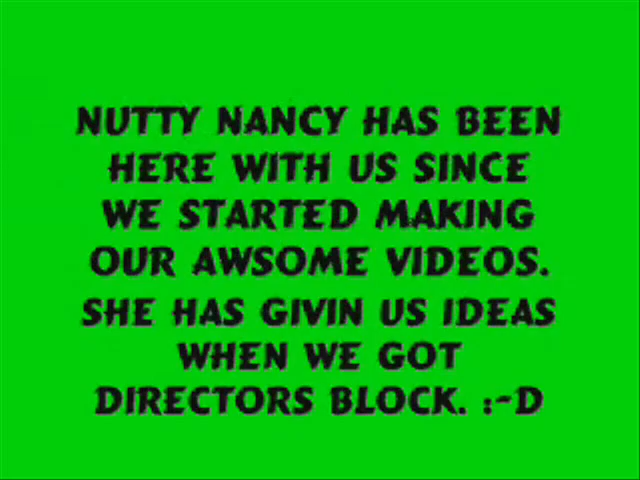 NUTTY NANCY HAS BEEN
HERE WITH US SINCE
WE STARTED MAKING
OUR AWSOME VIDEOS.
SHE HAS GIVIN US IDEAS
WHEN WE GOT
DIRECTORS BLOCK. :-D